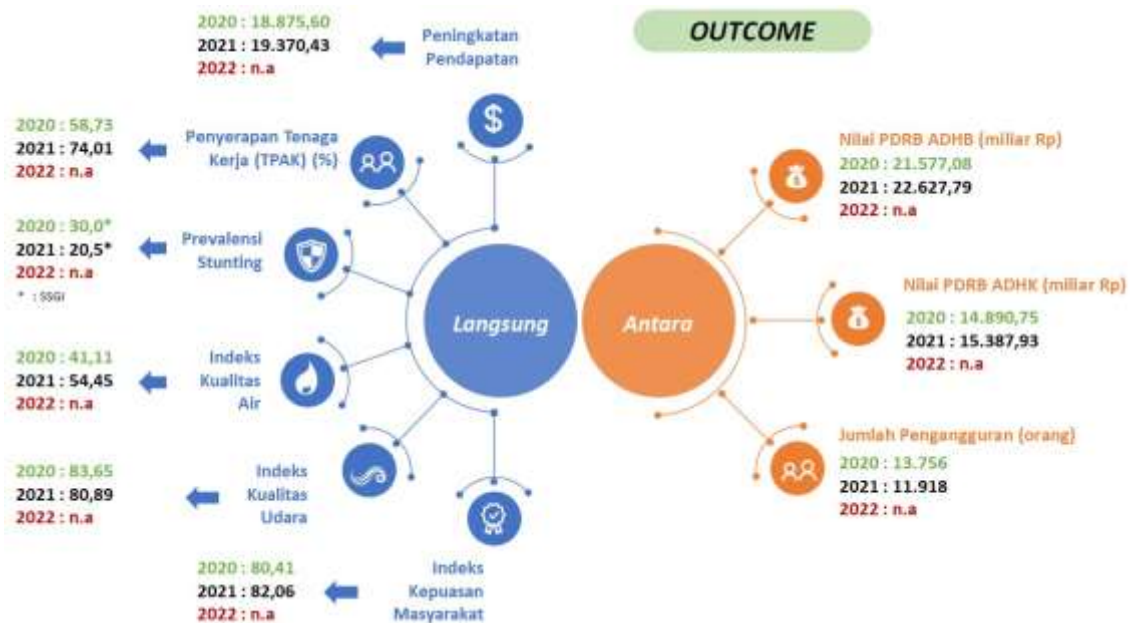 OUTCOME
2020 : 18.875,60
2021 : 19.370,43
2022 : n.a
Peningkatan
Pendapatan
2020 : 58,73
2021 : 74,01
2022 : n.a
Penyerapan Tenaga
Kerja (TPAK) (%)
2020 : 30,0*
2021 : 20,5*
2022 : n.a
* : SSGI
Prevalensi
Stunting
2020 : 41,11
2021 : 54,45
2022 : n.a
Indeks
Kualitas
Air
2020 : 83,65
2021 : 80,89
2022 : n.a
Indeks
Kualitas
Udara
2020 : 80,41
2021 : 82,06
2022 : n.a
Indeks
Kepuasan
Masyarakat
$
Langsung
Antara
Nilai PDRB ADHB (miliar Rp)
2020 : 21.577,08
2021 : 22.627,79
2022 : n.a
Nilai PDRB ADHK (miliar Rp)
2020 : 14.890,75
2021 : 15.387,93
2022 : n.a
Jumlah Pengangguran (orang)
2020 : 13.756
2021 : 11.918
2022 : n.a